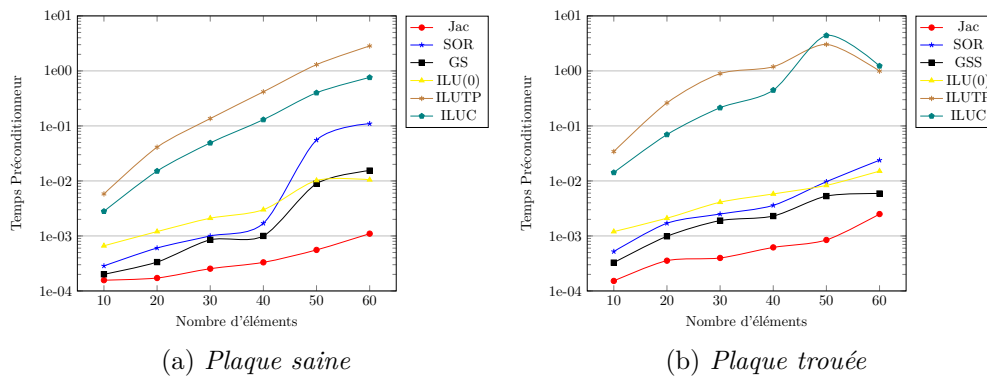 1e01
1e00
1e-01
1e-02
1e-03
1e-04
Temps Préconditionneur
10 20 30 40 50 60
Nombre d'éléments
Jac
SOR
GS
ILU(0)
ILUTP
ILUC
(a) Plaque saine
1e01
1e00
1e-01
1e-02
1e-03
1e-04
Temps Préconditionneur
10 20 30 40 50 60
Nombre d'éléments
Jac
SOR
GSS
ILU(0)
ILUTP
ILUC
(b) Plaque trouée